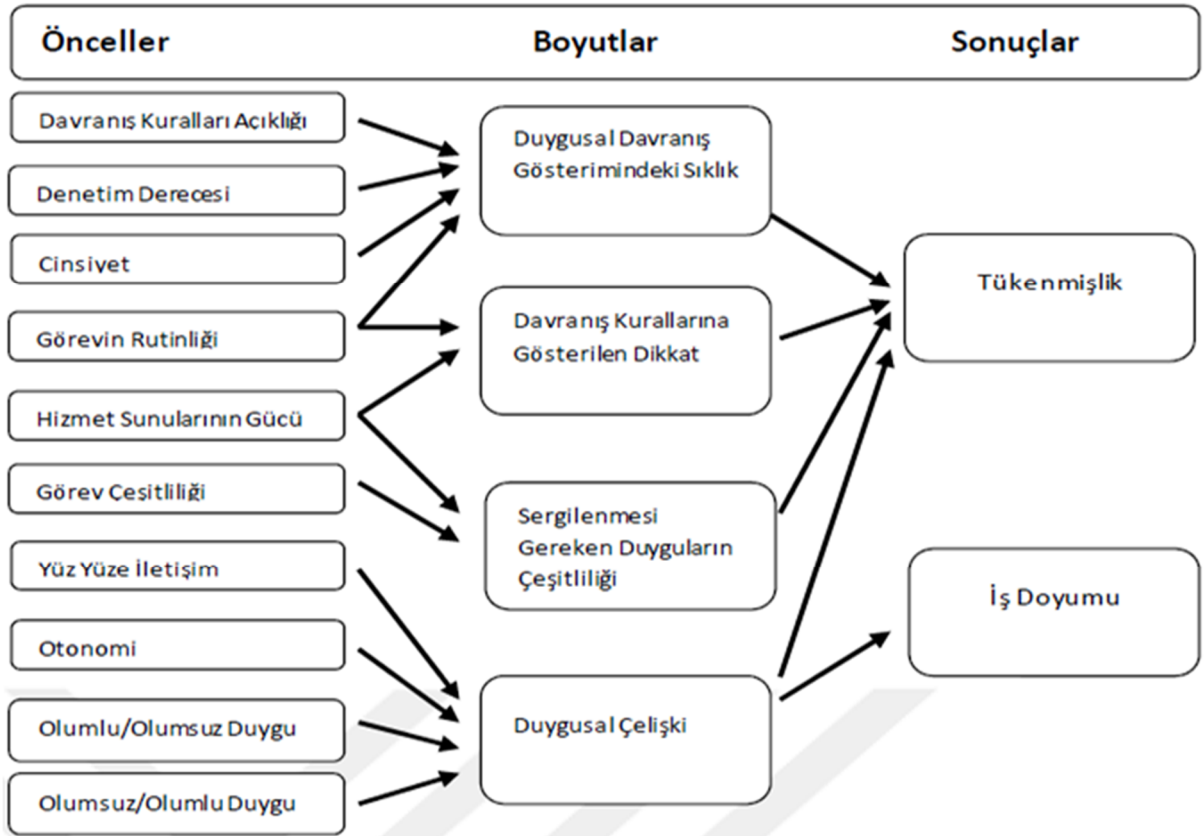 Önceller Boyutlar Sonuçlar
Davranış Kuralları Açıklığı
Denetim Derecesi
Cinsiyet
Görevin Rutinliği
Hizmet Sunularının Gücü
Görev Çeşitliliği
Yüz Yüze İletişim
Otonomi
Olumlu/Olumsuz Duygu
Olumsuz/Olumlu Duygu
Duygusal Davranış
Gösterimindeki Sıklık
Davranış Kurallarına
Gösterilen Dikkat
Sergilenmesi
Gereken Duyguların
Çeşitliliği
Duygusal Çelişki
Tükenmişlik
İş Doyumu